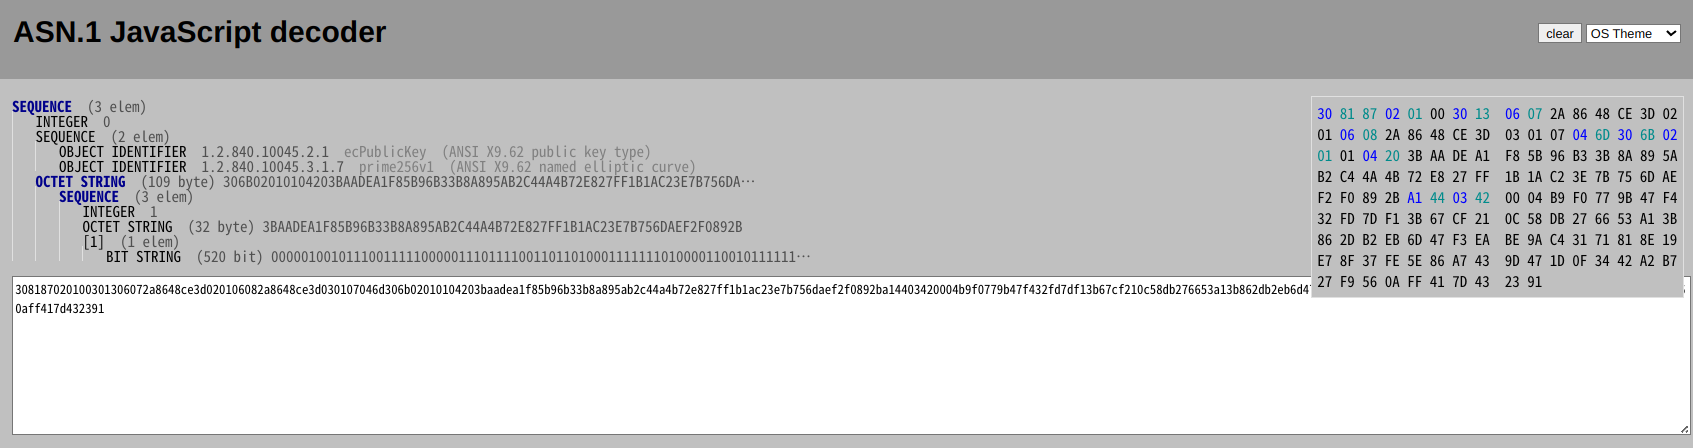 ASN.1 JavaScript decoder
clear OS Theme
SEQUENCE (3 elem)
INTEGER 0
SEQUENCE (2 elem)
OBJECT IDENTIFIER 1.2.840.10045.2.1 ecPublicKey (ANSI X9.62 public key type)
OBJECT IDENTIFIER 1.2.840.10045.3.1.7 prime256v1 (ANSI X9.62 named elliptic curve)
OCTET STRING (109 byte) 306B02010104203BAADEA1F85B96B33B8A895AB2C44A4B72E827FF1B1AC23E7B756DA…
SEQUENCE (3 elem)
INTEGER 1
OCTET STRING (32 byte) 3BAADEA1F85B96B33B8A895AB2C44A4B72E827FF1B1AC23E7B756DAEF2F0892B
[1] (1 elem)
BIT STRING (520 bit) 0000010010111001111100000111011110011011010001111111010000110010111111…
30 81 87 02 01 00 30 13 06 07 2A 86 48 CE 3D 02
01 06 08 2A 86 48 CE 3D 03 01 07 04 6D 30 6B 02
01 01 04 20 3B AA DE A1 F8 5B 96 B3 3B 8A 89 5A
B2 C4 4A 4B 72 E8 27 FF 1B 1A C2 3E 7B 75 6D AE
F2 F0 89 2B A1 44 03 42 00 04 B9 F0 77 9B 47 F4
32 FD 7D F1 3B 67 CF 21 0C 58 DB 27 66 53 A1 3B
86 2D B2 EB 6D 47 F3 EA BE 9A C4 31 71 81 8E 19
E7 8F 37 FE 5E 86 A7 43 9D 47 1D 0F 34 42 A2 B7
27 F9 56 0A FF 41 7D 43 23 91
308187020100301306072a8648ce3d020106082a8648ce3d030107046d306b02010104203baadea1f85b96b33b8a895ab2c44a4b72e827ff1b1ac23e7b756daef2f0892ba14403420004b9f0779b47f432fd7df13b67cf210c58db276653a13b862db2eb6d4
0aff417d432391